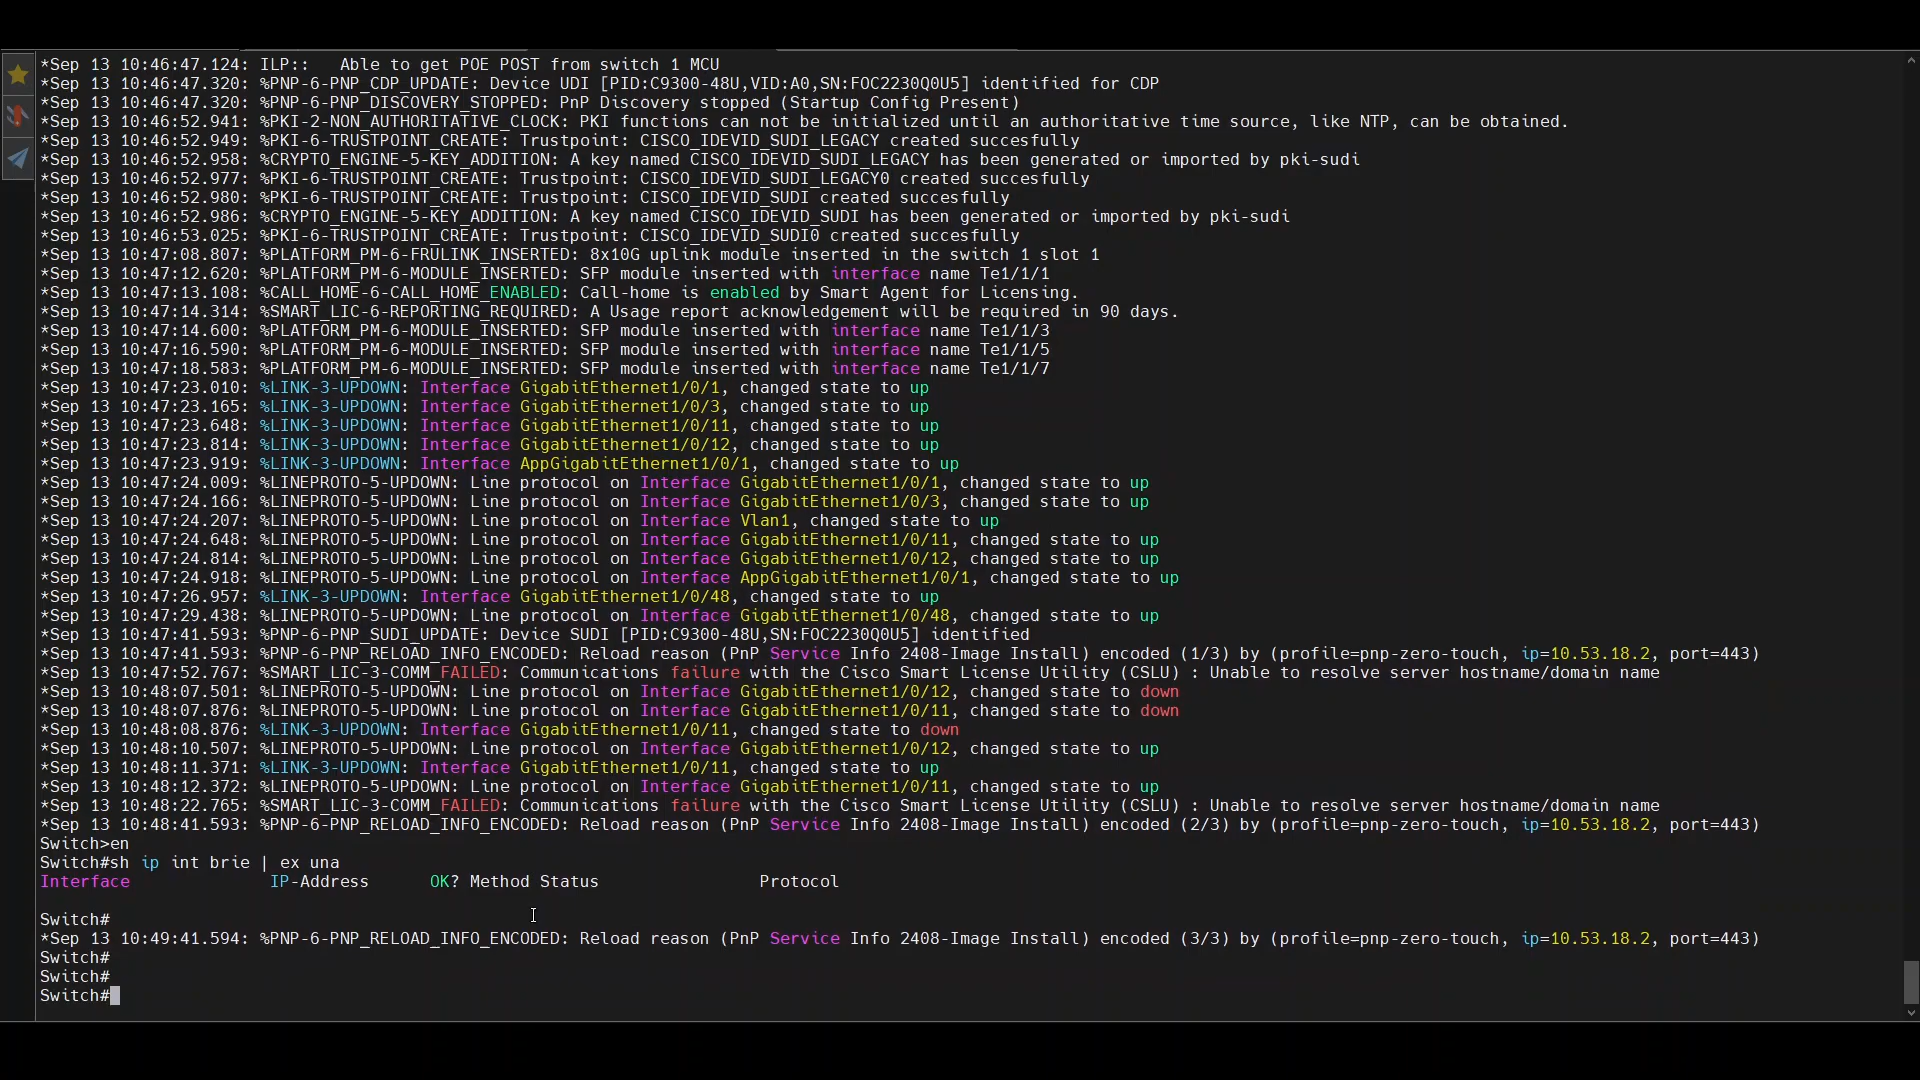 *Sep 13 10:46:47.124: ILP::   Able to get POE POST from switch 1 MCU
*Sep 13 10:46:47.320: %PNP-6-PNP_CDP_UPDATE: Device UDI [PID:C9300-48U,VID:A0,SN:FOC2230Q0U5] identified for CDP
*Sep 13 10:46:47.320: %PNP-6-PNP_DISCOVERY_STOPPED: PnP Discovery stopped (Startup Config Present)
*Sep 13 10:46:52.941: %PKI-2-NON_AUTHORITATIVE_CLOCK: PKI functions can not be initialized until an authoritative time source, like NTP, can be obtained.
*Sep 13 10:46:52.949: %PKI-6-TRUSTPOINT_CREATE: Trustpoint: CISCO_IDEVID_SUDI_LEGACY created succesfully
*Sep 13 10:46:52.958: %CRYPTO_ENGINE-5-KEY_ADDITION: A key named CISCO_IDEVID_SUDI_LEGACY has been generated or imported by pki-sudi
*Sep 13 10:46:52.977: %PKI-6-TRUSTPOINT_CREATE: Trustpoint: CISCO_IDEVID_SUDI_LEGACY0 created succesfully
*Sep 13 10:46:52.980: %PKI-6-TRUSTPOINT_CREATE: Trustpoint: CISCO_IDEVID_SUDI created succesfully
*Sep 13 10:46:52.986: %CRYPTO_ENGINE-5-KEY_ADDITION: A key named CISCO_IDEVID_SUDI has been generated or imported by pki-sudi
*Sep 13 10:46:53.025: %PKI-6-TRUSTPOINT_CREATE: Trustpoint: CISCO_IDEVID_SUDI0 created succesfully
*Sep 13 10:47:08.807: %PLATFORM_PM-6-FRULINK_INSERTED: 8x10G uplink module inserted in the switch 1 slot 1
*Sep 13 10:47:12.620: %PLATFORM_PM-6-MODULE_INSERTED: SFP module inserted with interface name Te1/1/1
*Sep 13 10:47:13.108: %CALL_HOME-6-CALL_HOME_ENABLED: Call-home is enabled by Smart Agent for Licensing.
*Sep 13 10:47:14.314: %SMART_LIC-6-REPORTING_REQUIRED: A Usage report acknowledgement will be required in 90 days.
*Sep 13 10:47:14.600: %PLATFORM_PM-6-MODULE_INSERTED: SFP module inserted with interface name Te1/1/3
*Sep 13 10:47:16.590: %PLATFORM_PM-6-MODULE_INSERTED: SFP module inserted with interface name Te1/1/5
*Sep 13 10:47:18.583: %PLATFORM_PM-6-MODULE_INSERTED: SFP module inserted with interface name Te1/1/7
*Sep 13 10:47:23.010: %LINK-3-UPDOWN: Interface GigabitEthernet1/0/1, changed state to up
*Sep 13 10:47:23.165: %LINK-3-UPDOWN: Interface GigabitEthernet1/0/3, changed state to up
*Sep 13 10:47:23.648: %LINK-3-UPDOWN: Interface GigabitEthernet1/0/11, changed state to up
*Sep 13 10:47:23.814: %LINK-3-UPDOWN: Interface GigabitEthernet1/0/12, changed state to up
*Sep 13 10:47:23.919: %LINK-3-UPDOWN: Interface AppGigabitEthernet1/0/1, changed state to up
*Sep 13 10:47:24.009: %LINEPROTO-5-UPDOWN: Line protocol on Interface GigabitEthernet1/0/1, changed state to up
*Sep 13 10:47:24.166: %LINEPROTO-5-UPDOWN: Line protocol on Interface GigabitEthernet1/0/3, changed state to up
*Sep 13 10:47:24.207: %LINEPROTO-5-UPDOWN: Line protocol on Interface Vlan1, changed state to up
*Sep 13 10:47:24.648: %LINEPROTO-5-UPDOWN: Line protocol on Interface GigabitEthernet1/0/11, changed state to up
*Sep 13 10:47:24.814: %LINEPROTO-5-UPDOWN: Line protocol on Interface GigabitEthernet1/0/12, changed state to up
*Sep 13 10:47:24.918: %LINEPROTO-5-UPDOWN: Line protocol on Interface AppGigabitEthernet1/0/1, changed state to up
*Sep 13 10:47:26.957: %LINK-3-UPDOWN: Interface GigabitEthernet1/0/48, changed state to up
*Sep 13 10:47:29.438: %LINEPROTO-5-UPDOWN: Line protocol on Interface GigabitEthernet1/0/48, changed state to up
*Sep 13 10:47:41.593: %PNP-6-PNP_SUDI_UPDATE: Device SUDI [PID:C9300-48U,SN:FOC2230Q0U5] identified
*Sep 13 10:47:41.593: %PNP-6-PNP_RELOAD_INFO_ENCODED: Reload reason (PnP Service Info 2408-Image Install) encoded (1/3) by (profile=pnp-zero-touch, ip=10.53.18.2, port=443)
*Sep 13 10:47:52.767: %SMART_LIC-3-COMM_FAILED: Communications failure with the Cisco Smart License Utility (CSLU) : Unable to resolve server hostname/domain name
*Sep 13 10:48:07.501: %LINEPROTO-5-UPDOWN: Line protocol on Interface GigabitEthernet1/0/12, changed state to down
*Sep 13 10:48:07.876: %LINEPROTO-5-UPDOWN: Line protocol on Interface GigabitEthernet1/0/11, changed state to down
*Sep 13 10:48:08.876: %LINK-3-UPDOWN: Interface GigabitEthernet1/0/11, changed state to down
*Sep 13 10:48:10.507: %LINEPROTO-5-UPDOWN: Line protocol on Interface GigabitEthernet1/0/12, changed state to up
*Sep 13 10:48:11.371: %LINK-3-UPDOWN: Interface GigabitEthernet1/0/11, changed state to up
*Sep 13 10:48:12.372: %LINEPROTO-5-UPDOWN: Line protocol on Interface GigabitEthernet1/0/11, changed state to up
*Sep 13 10:48:22.765: %SMART_LIC-3-COMM_FAILED: Communications failure with the Cisco Smart License Utility (CSLU) : Unable to resolve server hostname/domain name
*Sep 13 10:48:41.593: %PNP-6-PNP_RELOAD_INFO_ENCODED: Reload reason (PnP Service Info 2408-Image Install) encoded (2/3) by (profile=pnp-zero-touch, ip=10.53.18.2, port=443)
Switch>en
Switch#sh ip int brie | ex una
Interface              IP-Address      OK? Method Status                Protocol
Switch#
*Sep 13 10:49:41.594: %PNP-6-PNP_RELOAD_INFO_ENCODED: Reload reason (PnP Service Info 2408-Image Install) encoded (3/3) by (profile=pnp-zero-touch, ip=10.53.18.2, port=443)
Switch#
Switch#
Switch#